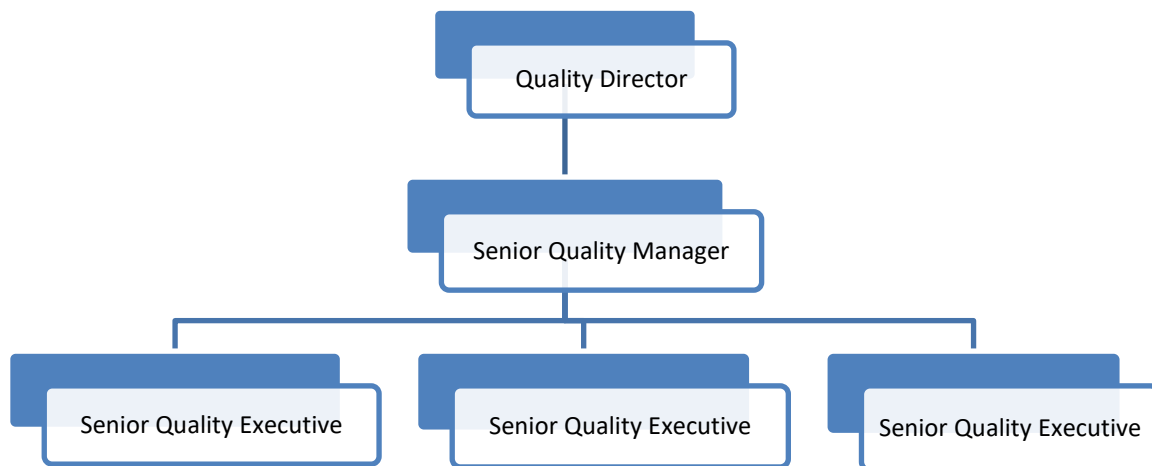 Quality Director
Senior Quality Manager
Senior Quality Executive
Senior Quality Executive
Senior Quality Executive